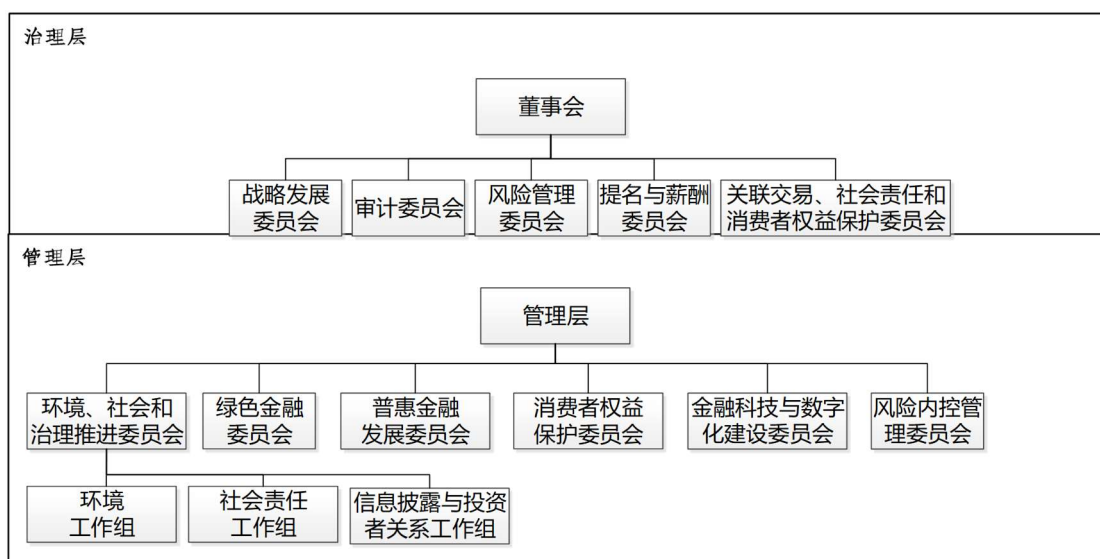 治理层
董事会
战略发展
委员会
审计委员会
风险管理
委员会
提名与薪酬
委员会
关联交易、社会责任和
消费者权益保护委员会
管理层
管理层
环境、社会和
治理推进委员会
绿色金融
委员会
普惠金融
发展委员会
消费者权益
保护委员会
金融科技与数字
化建设委员会
风险内控管
理委员会
环境
工作组
社会责任
工作组
信息披露与投资
者关系工作组